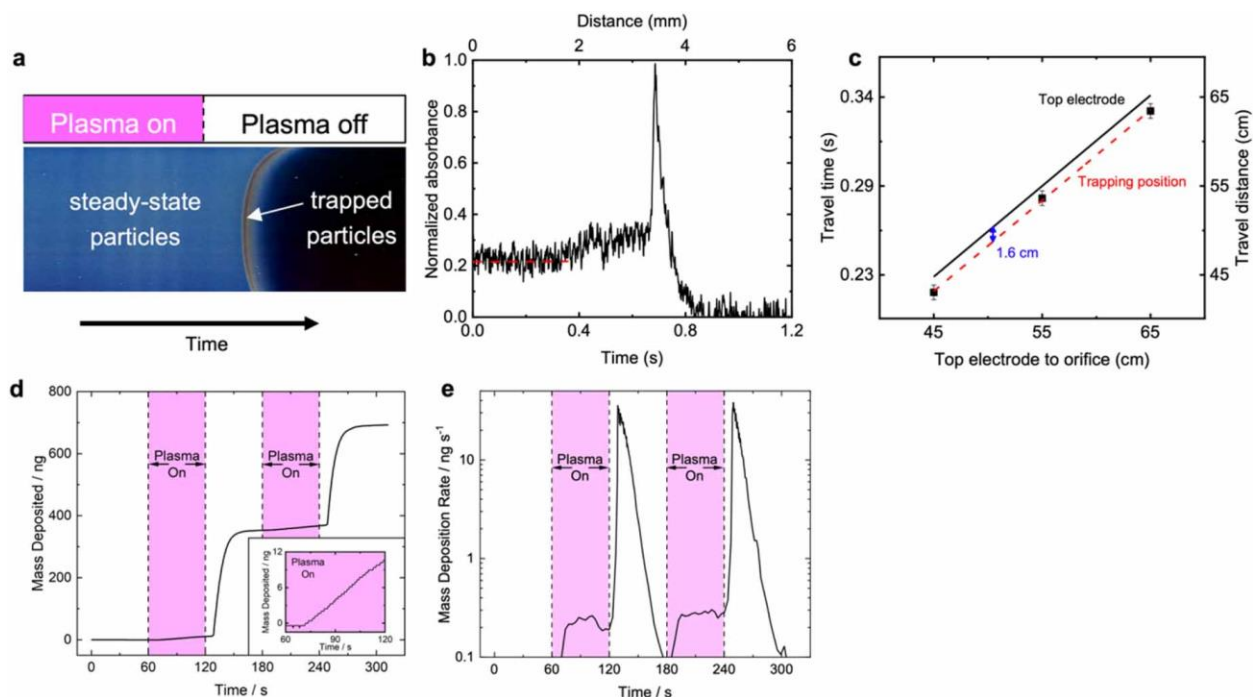 a
Plasma on
Plasma off
steady-state
particles
trapped
particles
Time
b
Distance (mm)
0 2 4 6
Normalized absorbance
1.0
0.8
0.6
0.4
0.2
0.0
0.0 0.4 0.8 1.2
Time (s)
c
Travel time (s)
0.34
0.29
0.23
Top electrode
Trapping position
1.6 cm
65
55
45
Travel distance (cm)
45 55 65
Top electrode to orifice (cm)
d
Mass Deposited / ng
800
600
400
200
0
Plasma
On
Plasma
On
Mass Deposited / ng
12
6
0
Plasma
On
60 90 120
Time / s
0 60 120 180 240 300
Time / s
e
Mass Deposition Rate / ng s⁻¹
10
1
0.1
Plasma
On
Plasma
On
0 60 120 180 240 300
Time / s